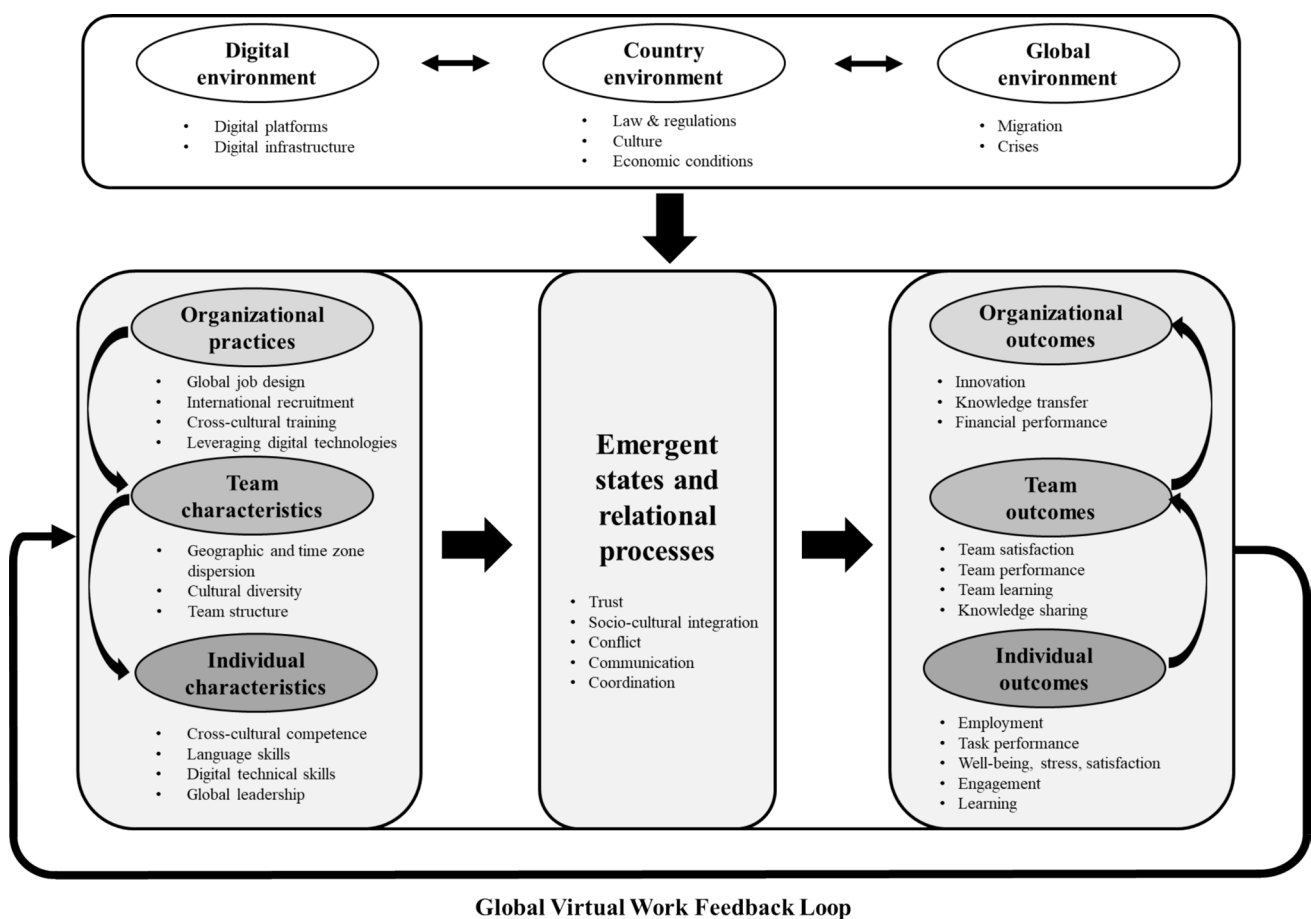 Digital
environment
Country
environment
Global
environment
• Digital platforms
• Digital infrastructure
• Law & regulations
• Culture
• Economic conditions
• Migration
• Crises
Organizational
practices
• Global job design
• International recruitment
• Cross-cultural training
• Leveraging digital technologies
Team
characteristics
• Geographic and time zone
dispersion
• Cultural diversity
• Team structure
Individual
characteristics
• Cross-cultural competence
• Language skills
• Digital technical skills
• Global leadership
Emergent
states and
relational
processes
• Trust
• Socio-cultural integration
• Conflict
• Communication
• Coordination
Organizational
outcomes
• Innovation
• Knowledge transfer
• Financial performance
Team
outcomes
• Team satisfaction
• Team performance
• Team learning
• Knowledge sharing
Individual
outcomes
• Employment
• Task performance
• Well-being, stress, satisfaction
• Engagement
• Learning
Global Virtual Work Feedback Loop